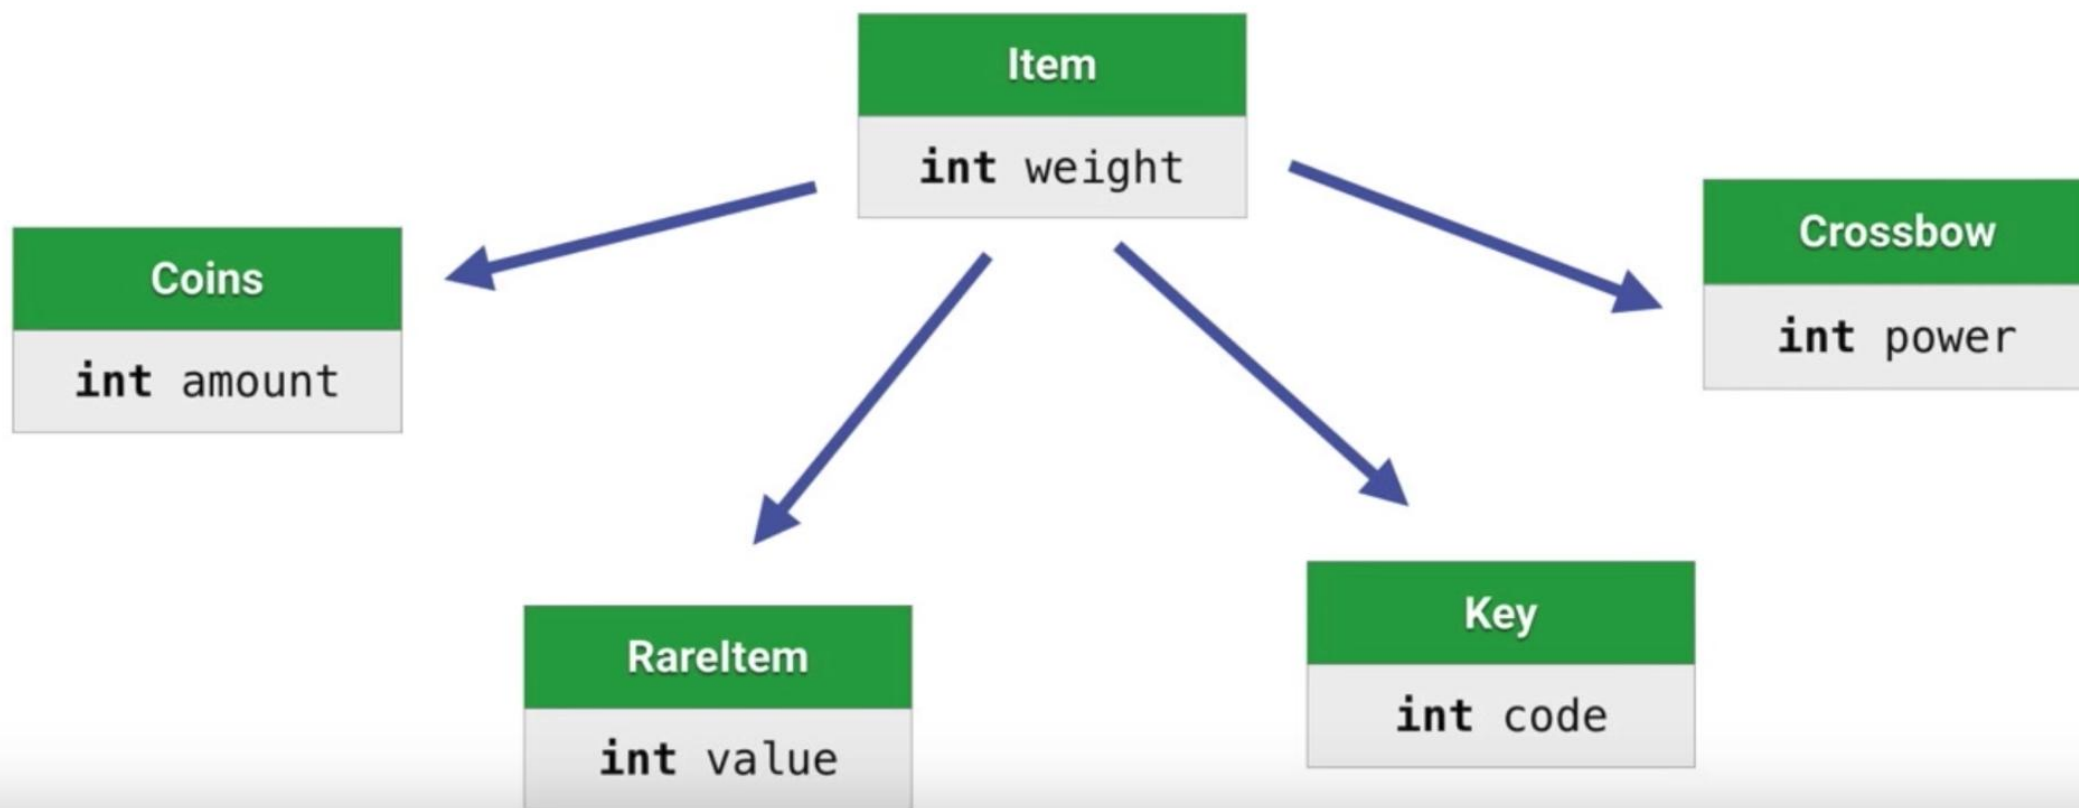 Item
int weight
Crossbow
int power
Coins
int amount
RareItem
int value
Key
int code